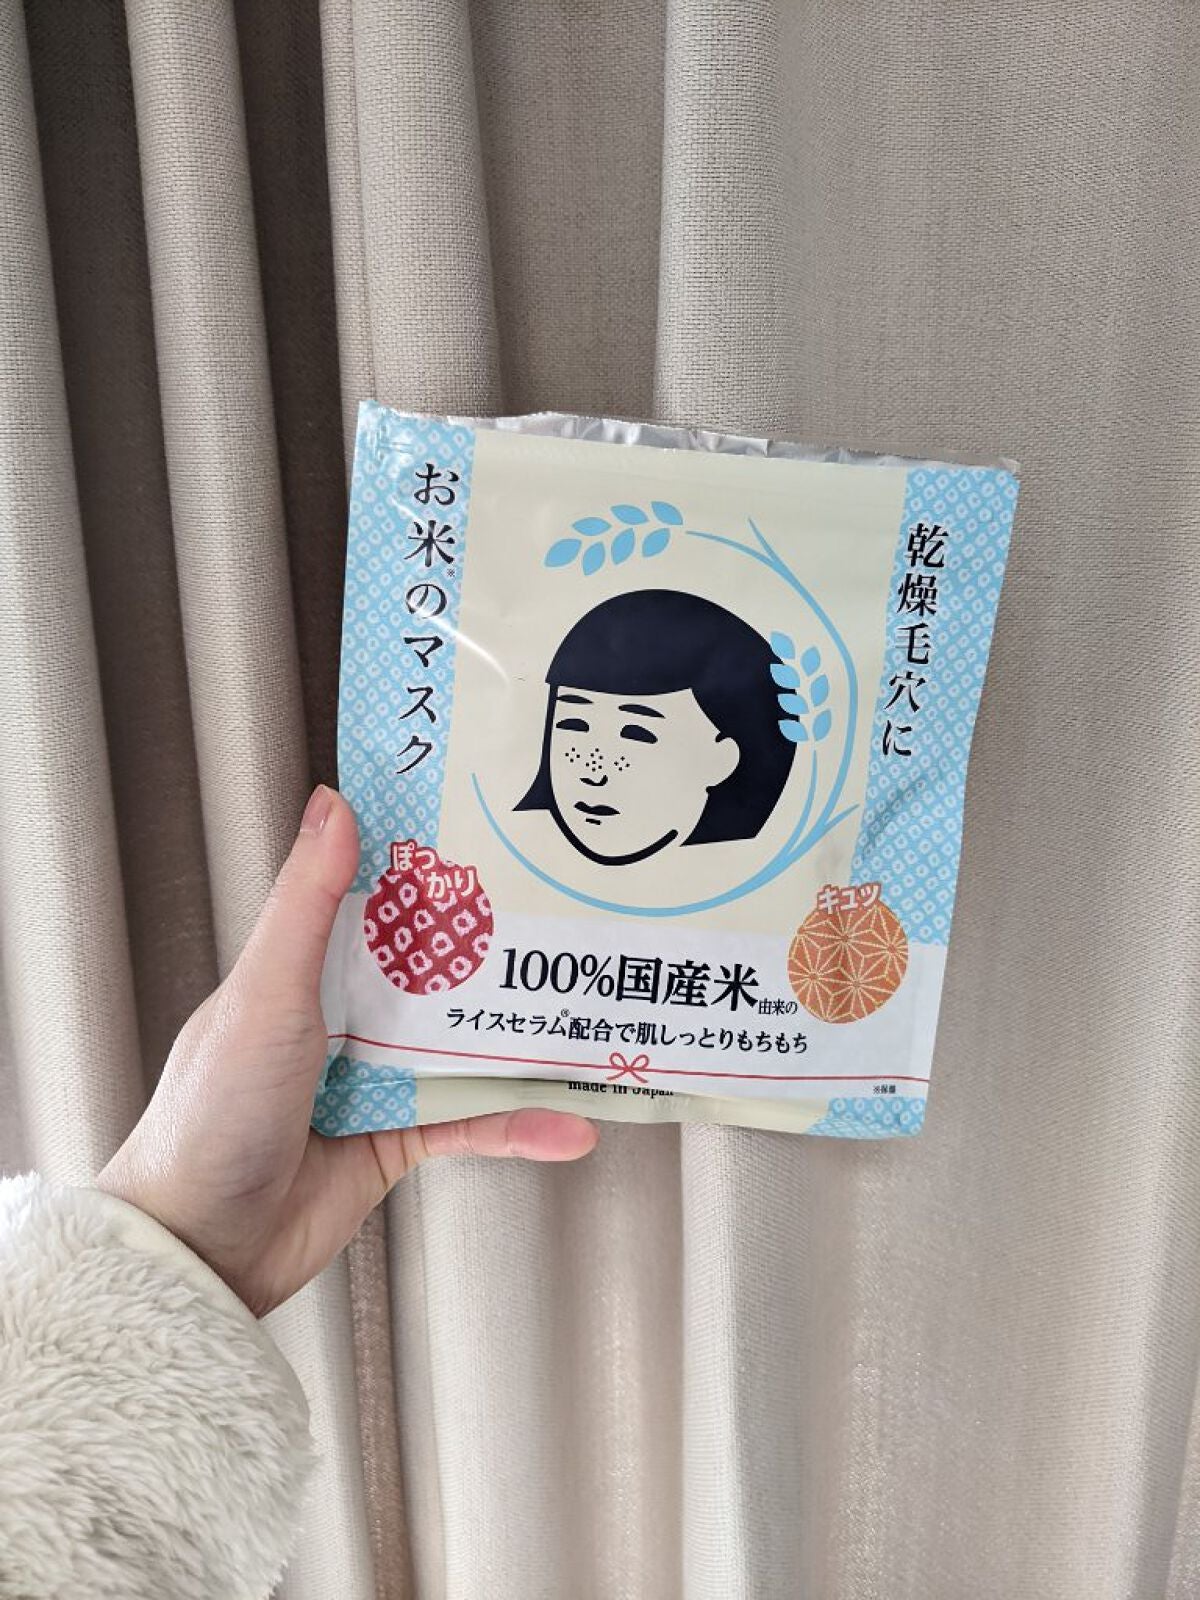 乾燥毛穴に
お米※のマスク
ぽっかり
キュッ
100%国産米由来の
ライスセラム®配合で肌しっとりもちもち
made in Japan
※保湿